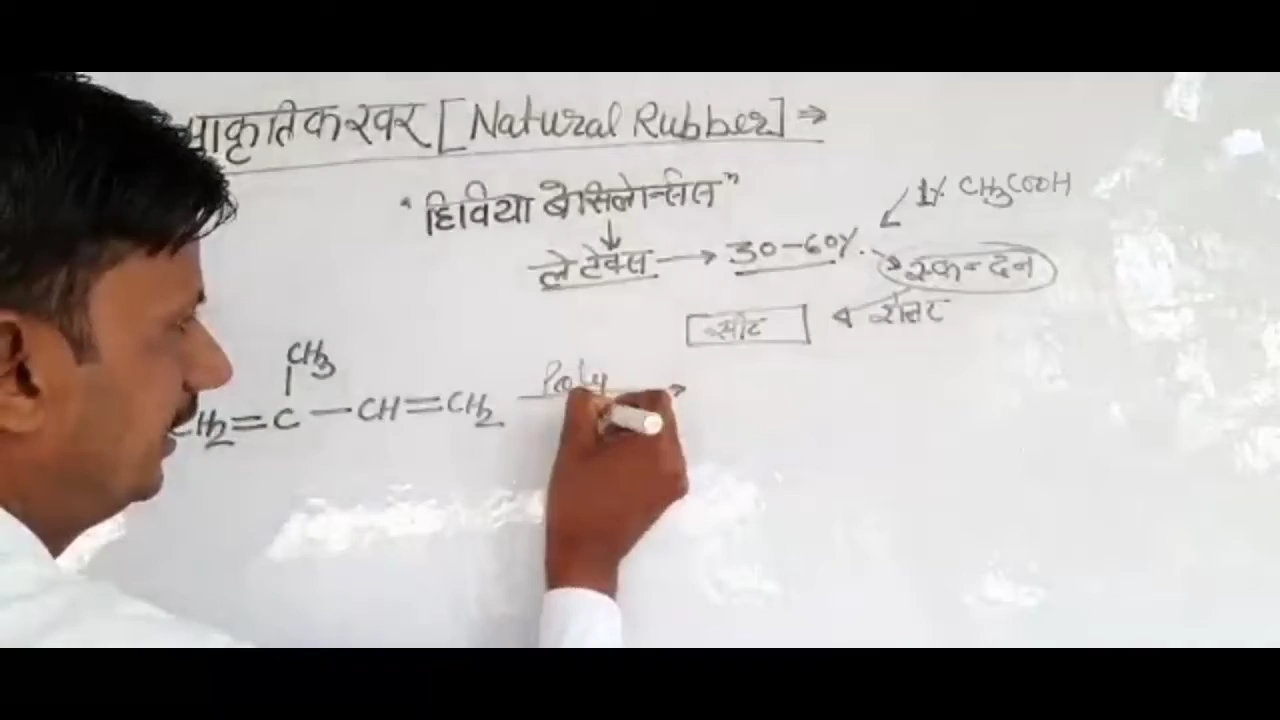 प्राकृतिक रबर [Natural Rubber] ⇒
"हिविया ब्रेसिलोन्सिस"
↓ 1% CH3COOH
लेटेक्स → 30-60% → स्कन्दन
सीट ← रोलर
CH3
CH2=C—CH=CH2 Poly →